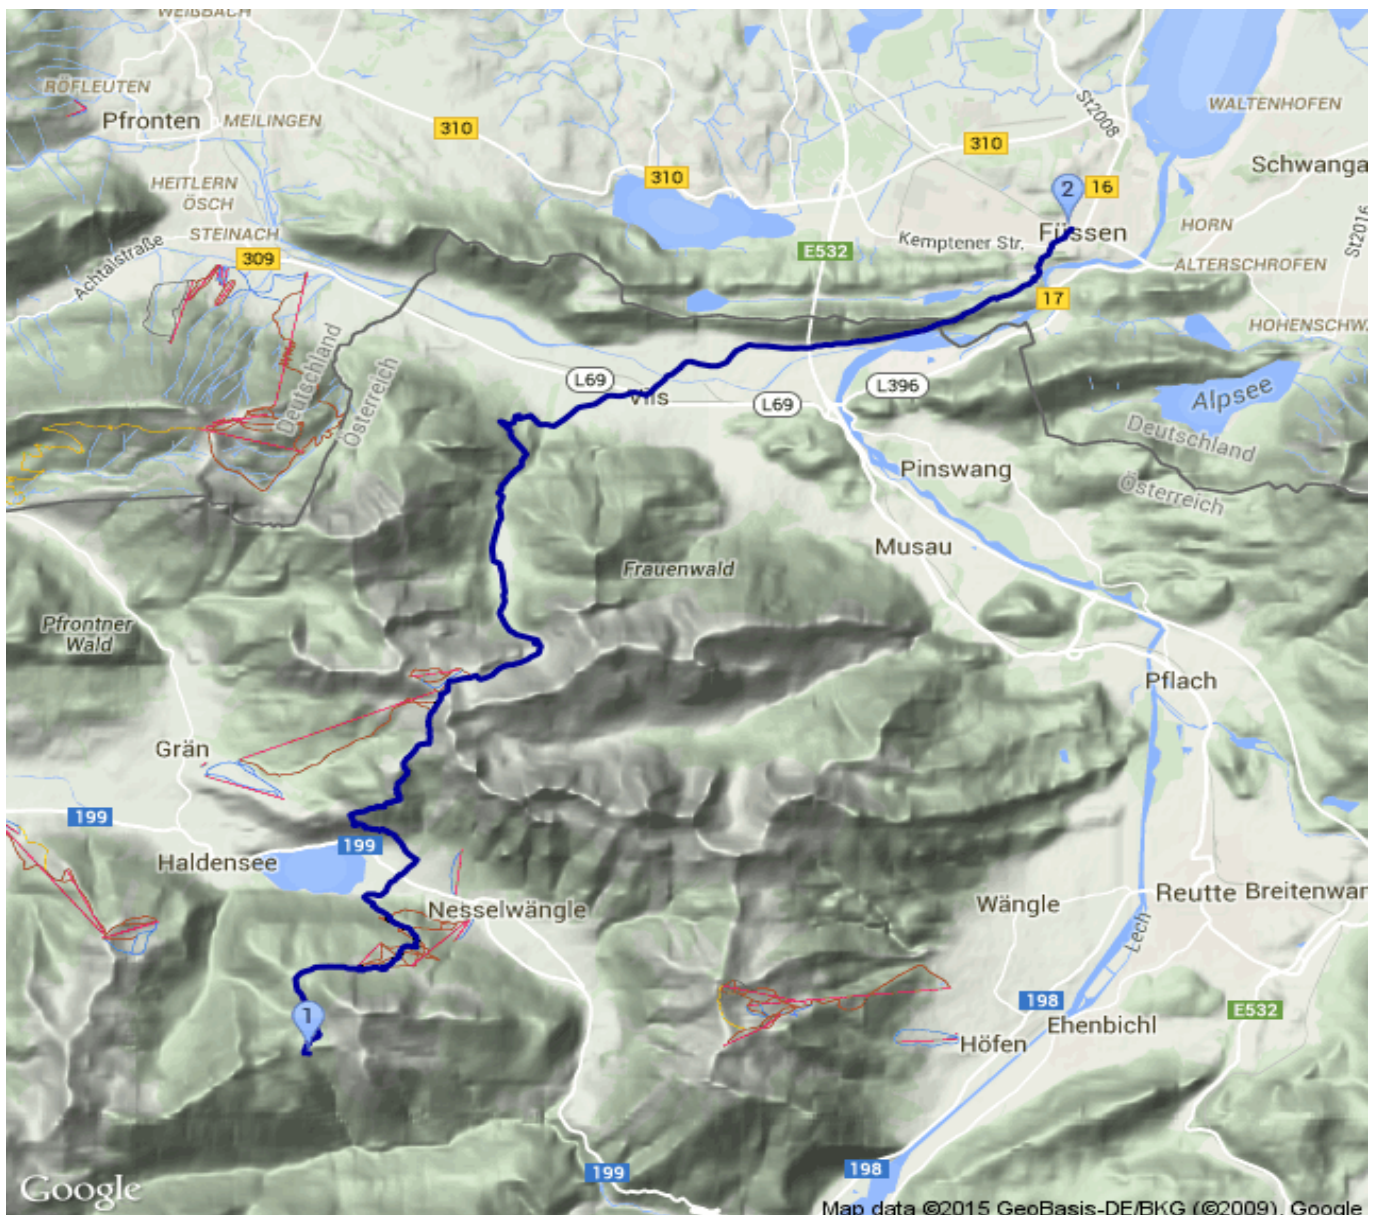 WEIßBACH
RÖFLEUTEN
Pfronten
MEILINGEN
310
310
310
St2008
WALTENHOFEN
Schwanga
HEITLERN
ÖSCH
STEINACH
309
Achtalstraße
2
16
Füssen
Kemptener Str.
E532
HORN
St2016
ALTERSCHROFEN
17
HOHENSCHWA
Deutschland
Österreich
L69
Vils
L69
L396
Alpsee
Deutschland
Österreich
Pinswang
Musau
Frauenwald
Pfrontner
Wald
Pflach
Grän
199
199
Haldensee
Nesselwängle
Wängle
Reutte
Breitenwan
Lech
1
198
E532
Ehenbichl
Höfen
199
198
Google
Map data ©2015 GeoBasis-DE/BKG (©2009), Google